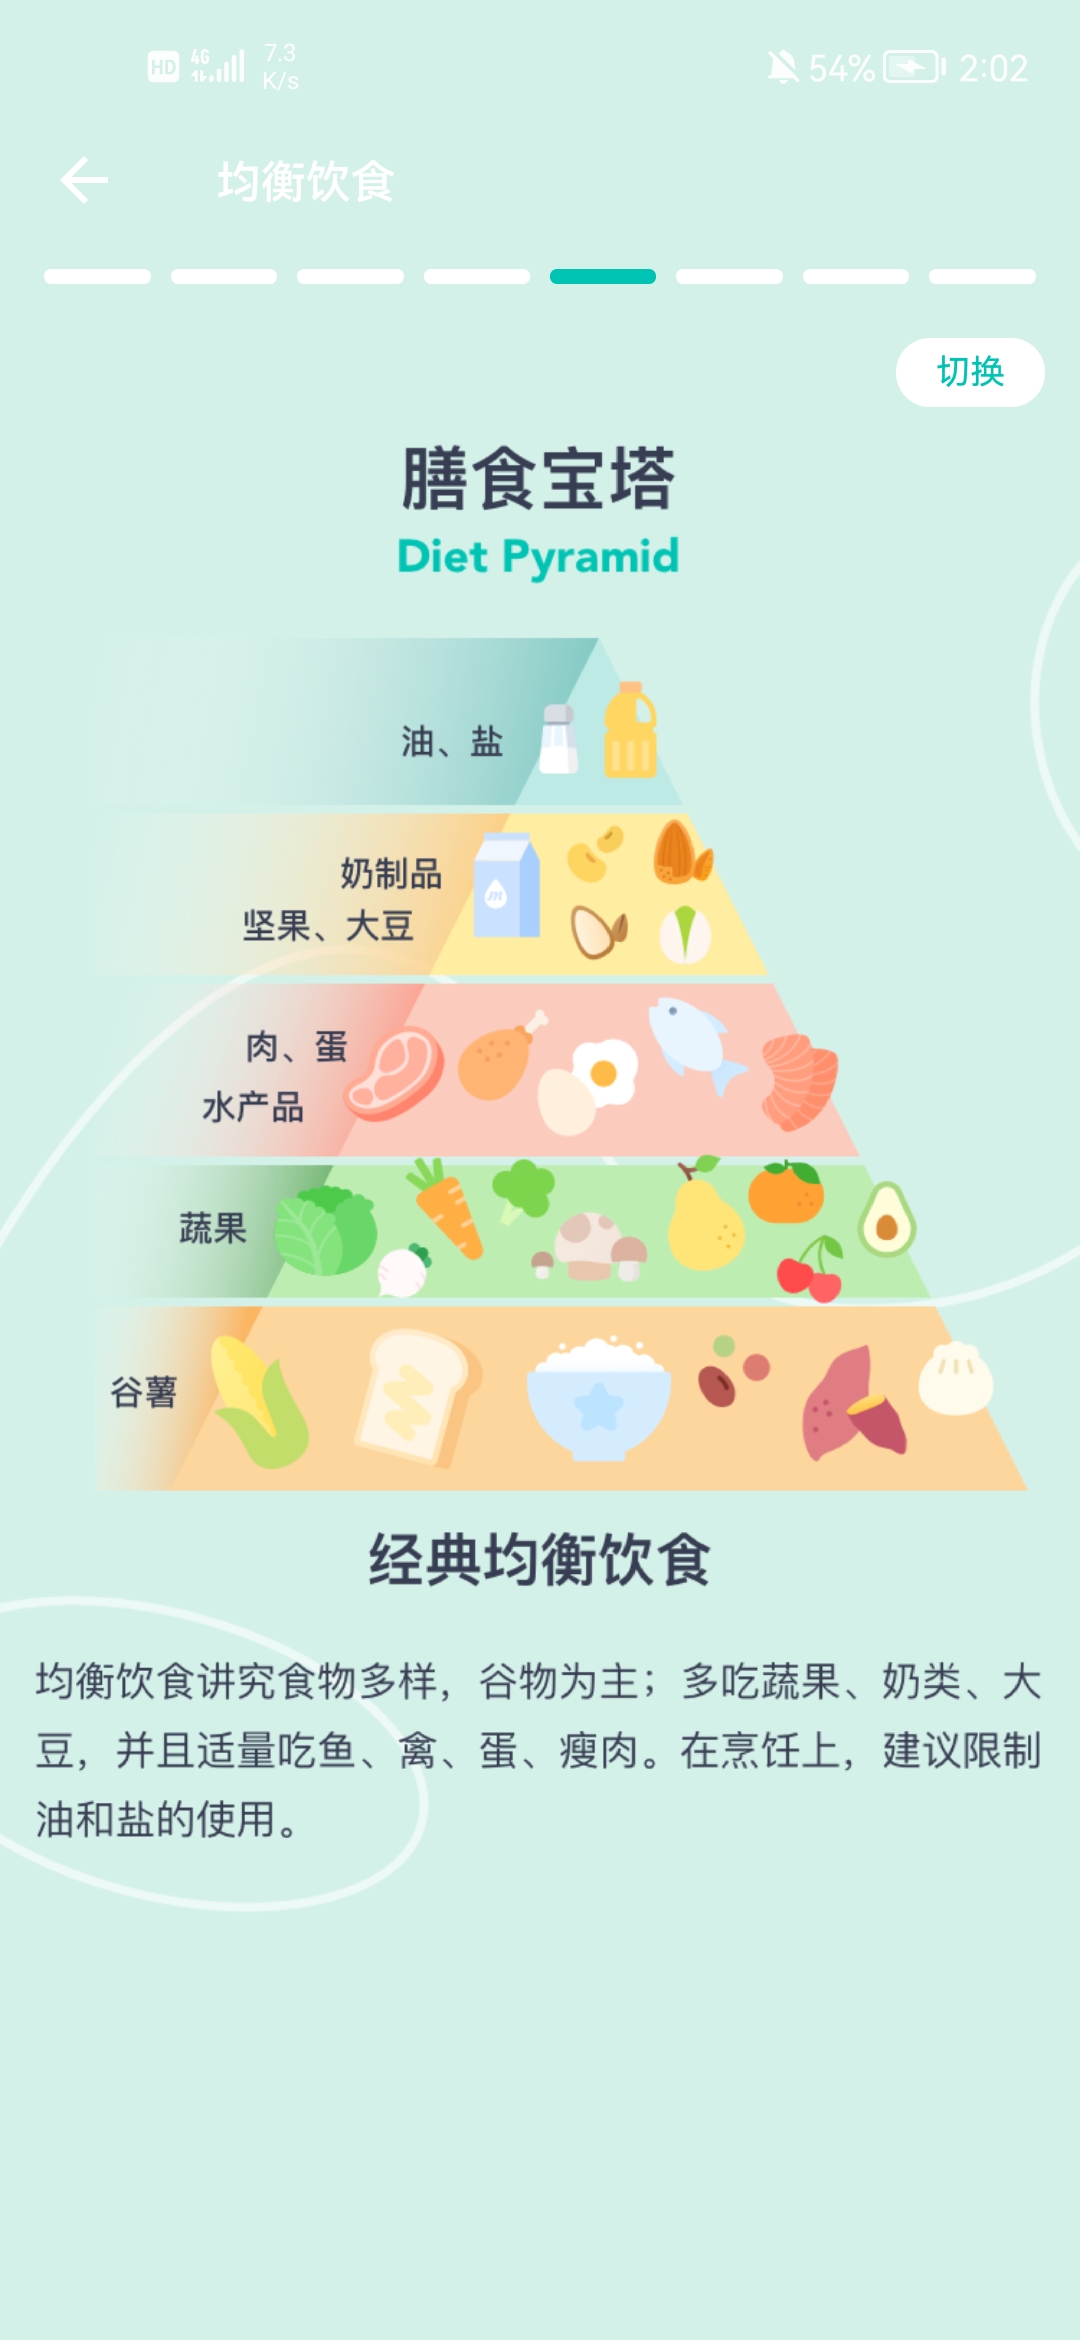 HD 4G 7.3 K/s 54% 2:02
均衡饮食
切换
膳食宝塔
Diet Pyramid
油、盐
奶制品
坚果、大豆
m
肉、蛋
水产品
蔬果
谷薯
经典均衡饮食
均衡饮食讲究食物多样，谷物为主；多吃蔬果、奶类、大
豆，并且适量吃鱼、禽、蛋、瘦肉。在烹饪上，建议限制
油和盐的使用。